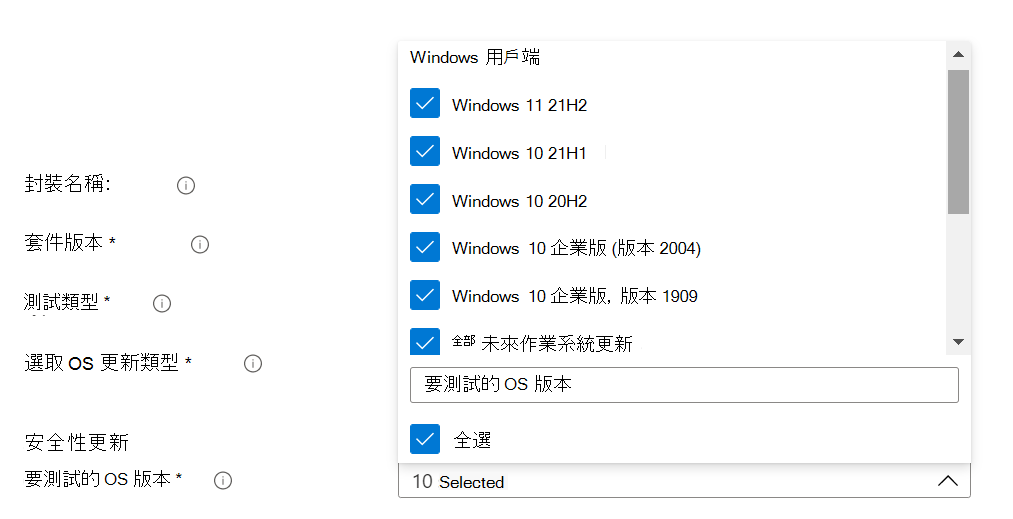 Windows 用戶端
Windows 11 21H2
Windows 10 21H1
Windows 10 20H2
Windows 10 企業版 (版本 2004)
Windows 10 企業版, 版本 1909
全部 未來作業系統更新
要測試的 OS 版本
全選
10 Selected
封裝名稱:
套件版本 *
測試類型 *
選取 OS 更新類型 *
安全性更新
要測試的 OS 版本 *